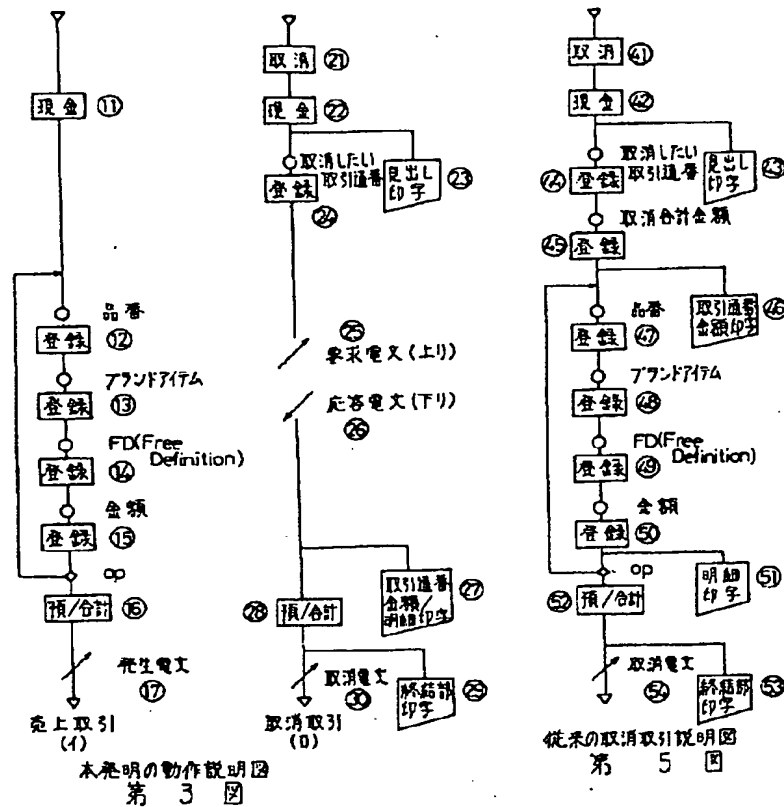 現金 ⑪
品番
登録 ⑫
ブランドアイテム
登録 ⑬
FD(Free
Definition)
登録 ⑭
金額
登録 ⑮
op
預/合計 ⑯
発生電文
⑰
売上取引
(イ)
取消 ㉑
現金 ㉒
取消したい
取引通番
登録
㉔
見出し
印字
㉓
㉕
要求電文(上り)
応答電文(下り)
㉖
取引通番
金額/
明細印字
㉗
㉘ 預/合計
取消電文
㉚
終結部
印字
㉙
取消取引
(ロ)
本発明の動作説明図
第 3 図
取消 ㊶
現金 ㊷
取消したい
取引通番
㊹ 登録
見出し
印字
㊸
取消合計金額
㊺ 登録
取引通番
金額印字
㊻
品番
登録 ㊼
ブランドアイテム
登録 ㊽
FD(Free
Definition)
登録 ㊾
金額
登録 ㊿
op
明細
印字
51
52 預/合計
取消電文
54
終結部
印字
53
従来の取消取引説明図
第 5 図